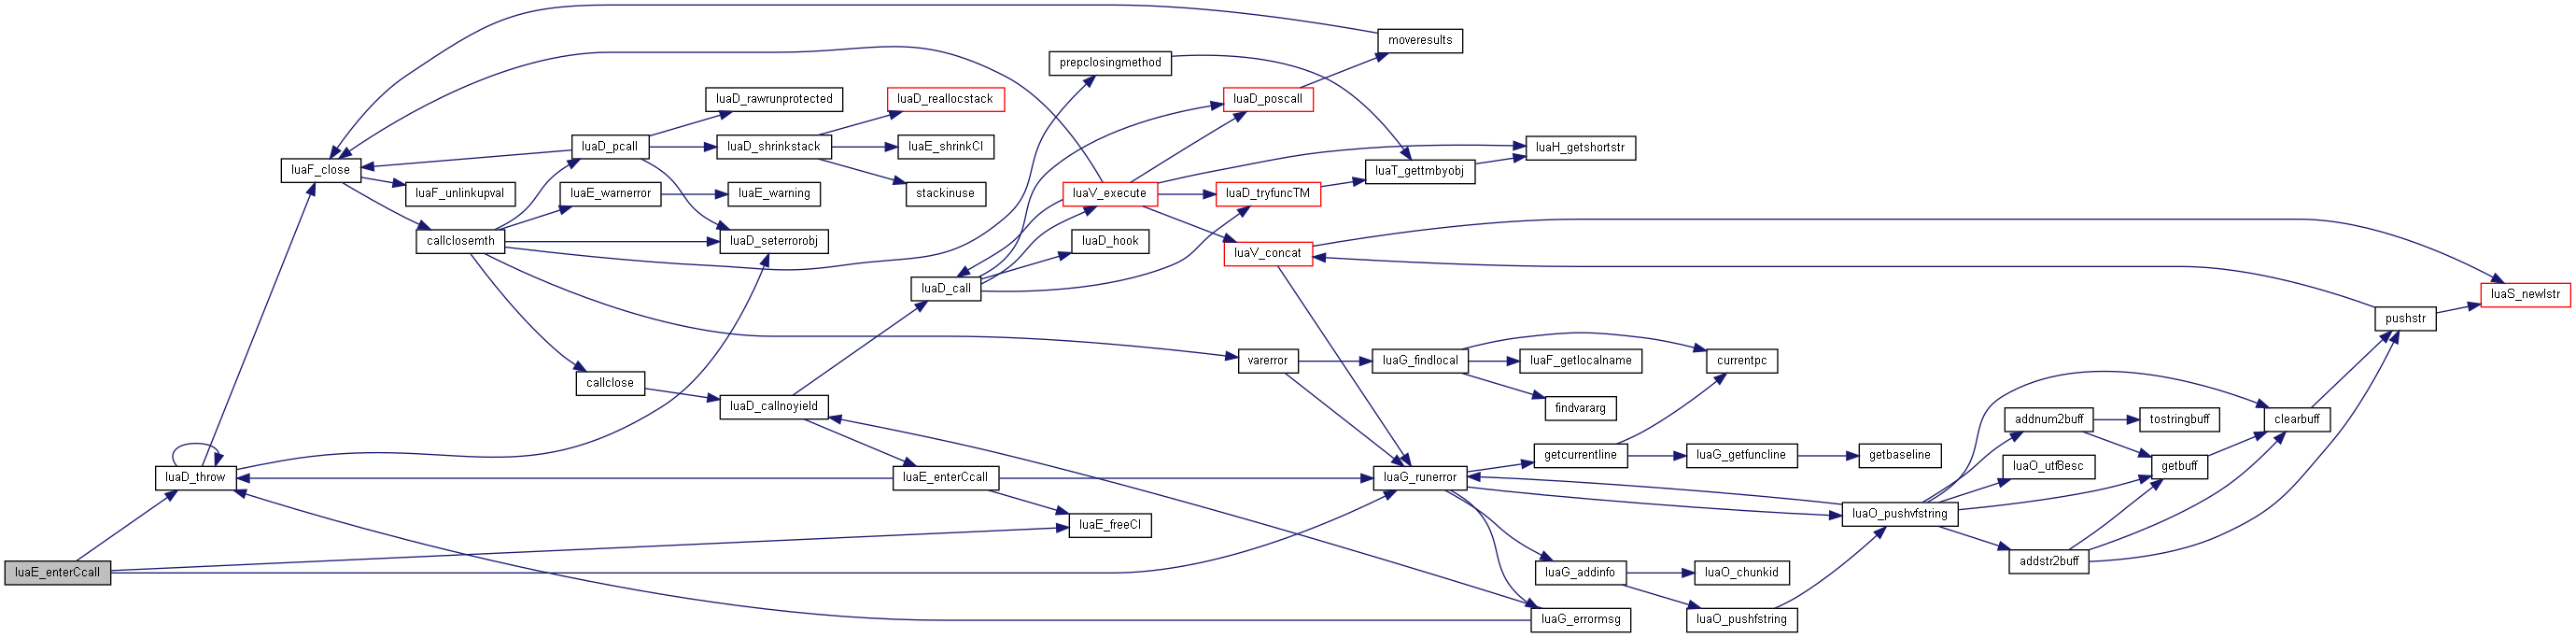 moveresults
prepclosingmethod
luaD_rawrunprotected
luaD_reallocstack
luaD_poscall
luaD_pcall
luaD_shrinkstack
luaE_shrinkCI
luaH_getshortstr
luaF_close
luaT_gettmbyobj
luaF_unlinkupval
luaE_warnerror
luaE_warning
stackinuse
luaV_execute
luaD_tryfuncTM
callclosemth
luaD_seterrorobj
luaD_hook
luaV_concat
luaD_call
luaS_newlstr
pushstr
varerror
luaG_findlocal
luaF_getlocalname
currentpc
callclose
luaD_callnoyield
findvararg
addnum2buff
tostringbuff
clearbuff
getcurrentline
luaG_getfuncline
getbaseline
luaO_utf8esc
getbuff
luaD_throw
luaE_enterCcall
luaG_runerror
luaE_freeCI
luaO_pushvfstring
addstr2buff
luaE_enterCcall
luaG_addinfo
luaO_chunkid
luaG_errormsg
luaO_pushfstring